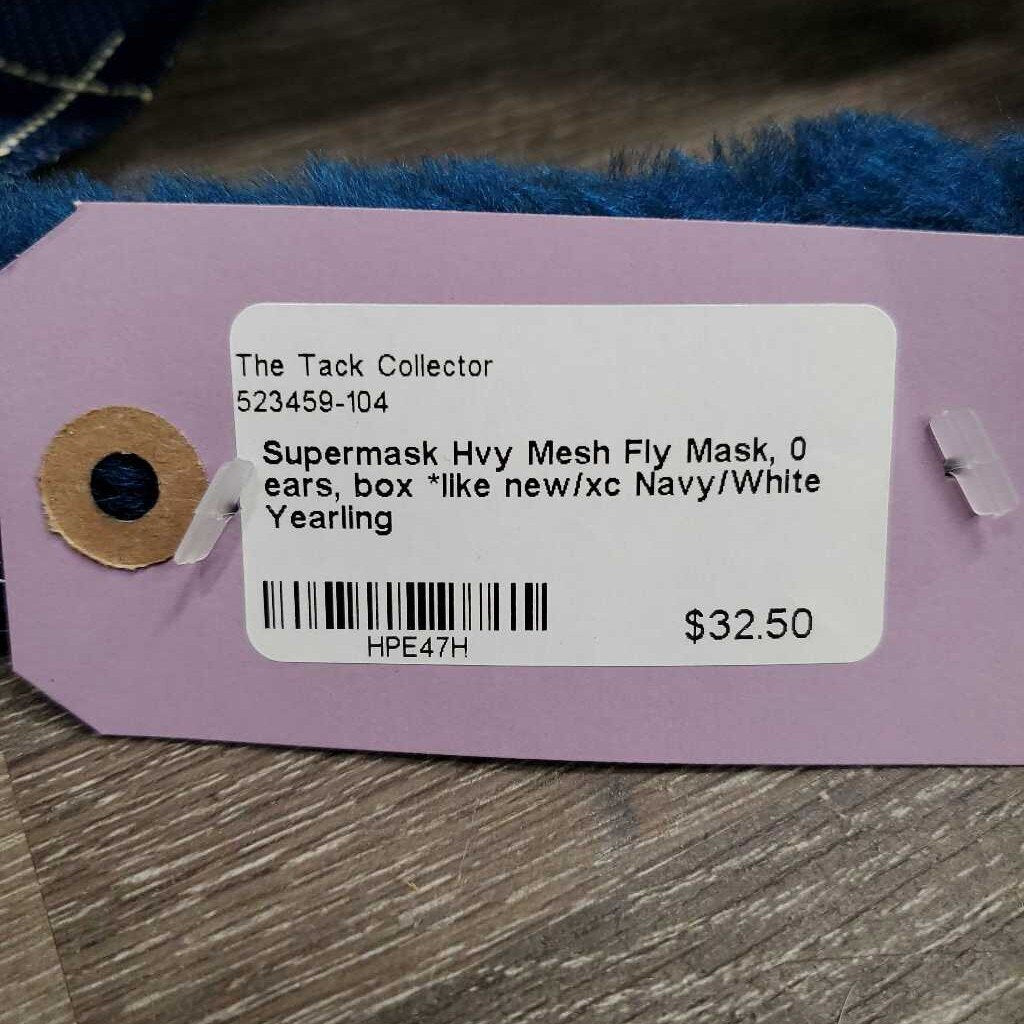 The Tack Collector
523459-104
Supermask Hvy Mesh Fly Mask, 0
ears, box *like new/xc Navy/White
Yearling
HPE47H
$32.50